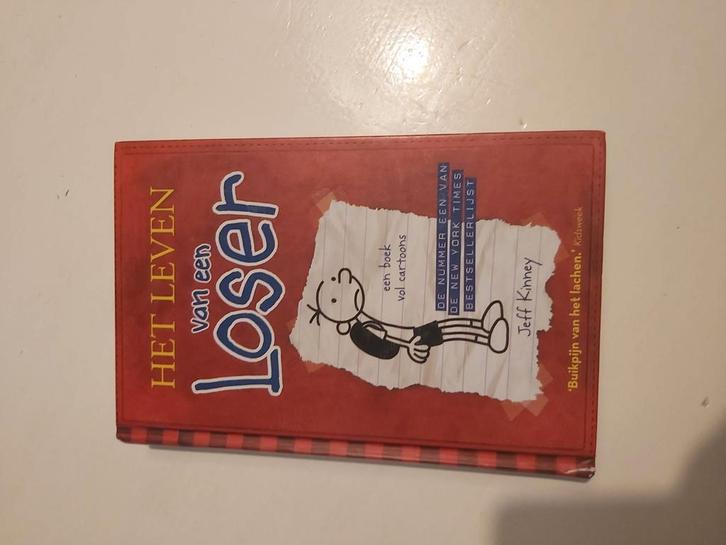 HET LEVEN
van een
Loser
een boek
vol cartoons
DE NUMMER EEN VAN
DE NEW YORK TIMES
BESTSELLERLIJST
Jeff Kinney
'Buikpijn van het lachen.' Kidsweek